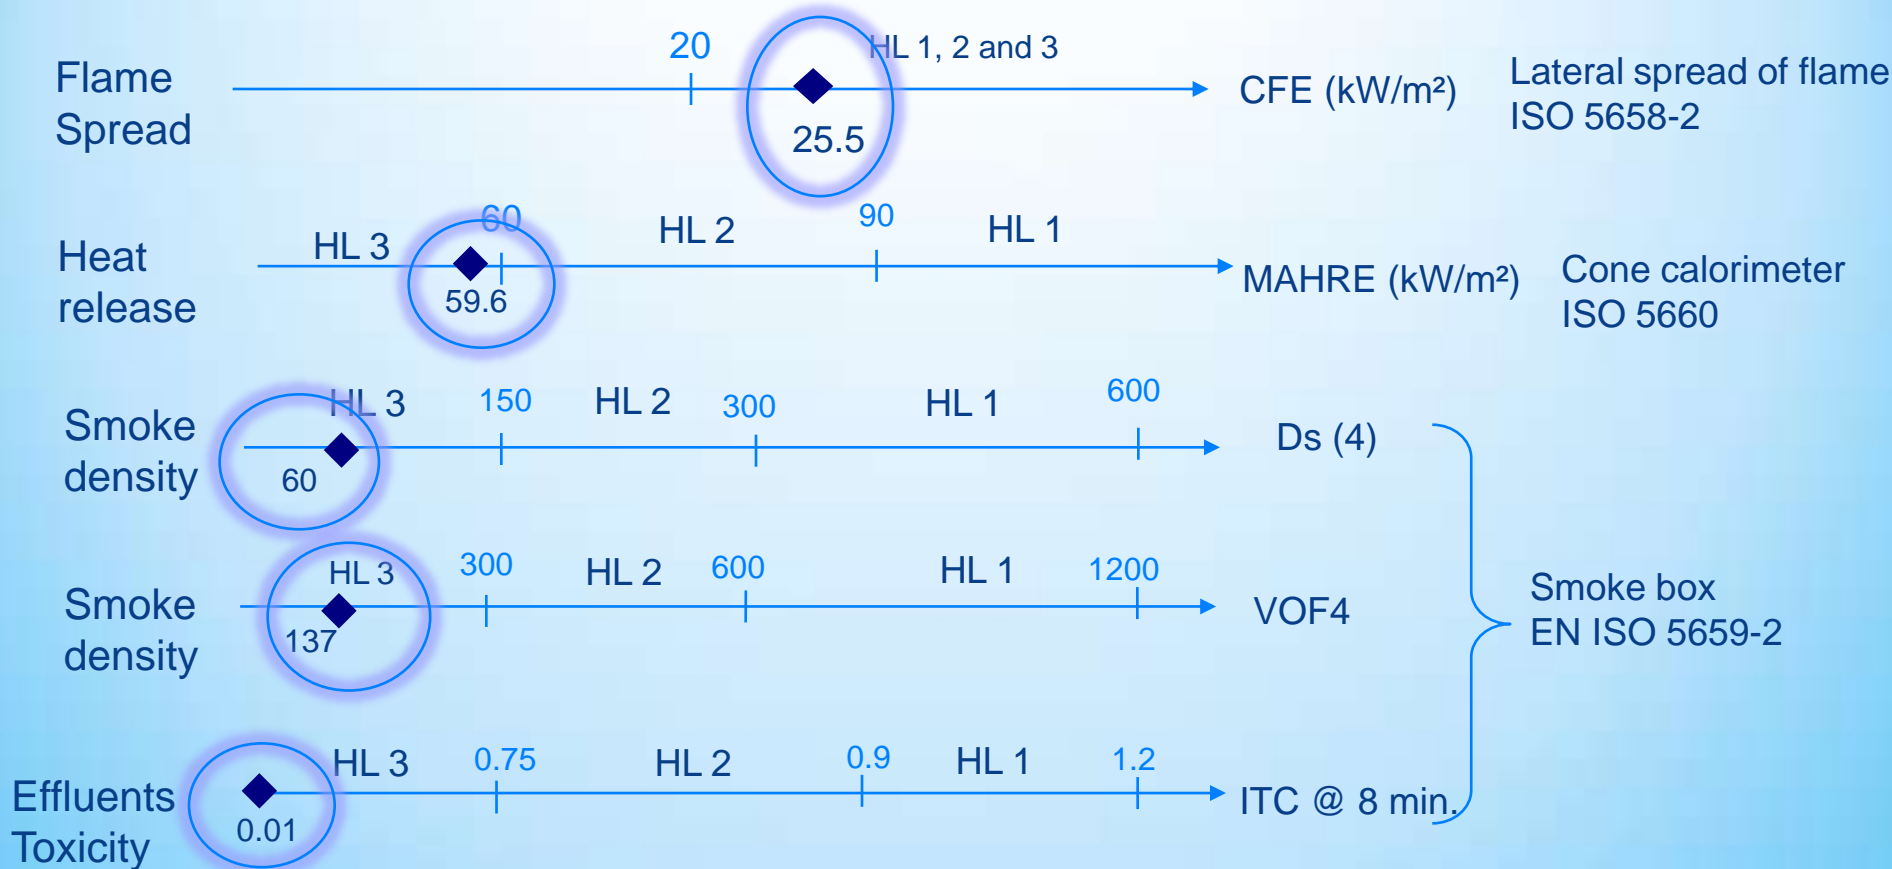 Flame
Spread
20
HL 1, 2 and 3
25.5
CFE (kW/m²)
Lateral spread of flame
ISO 5658-2
Heat
release
HL 3
60
HL 2
90
HL 1
59.6
MAHRE (kW/m²)
Cone calorimeter
ISO 5660
Smoke
density
HL 3
150
HL 2
300
HL 1
600
60
Ds (4)
Smoke
density
HL 3
300
HL 2
600
HL 1
1200
137
VOF4
Smoke box
EN ISO 5659-2
Effluents
Toxicity
HL 3
0.75
HL 2
0.9
HL 1
1.2
0.01
ITC @ 8 min.